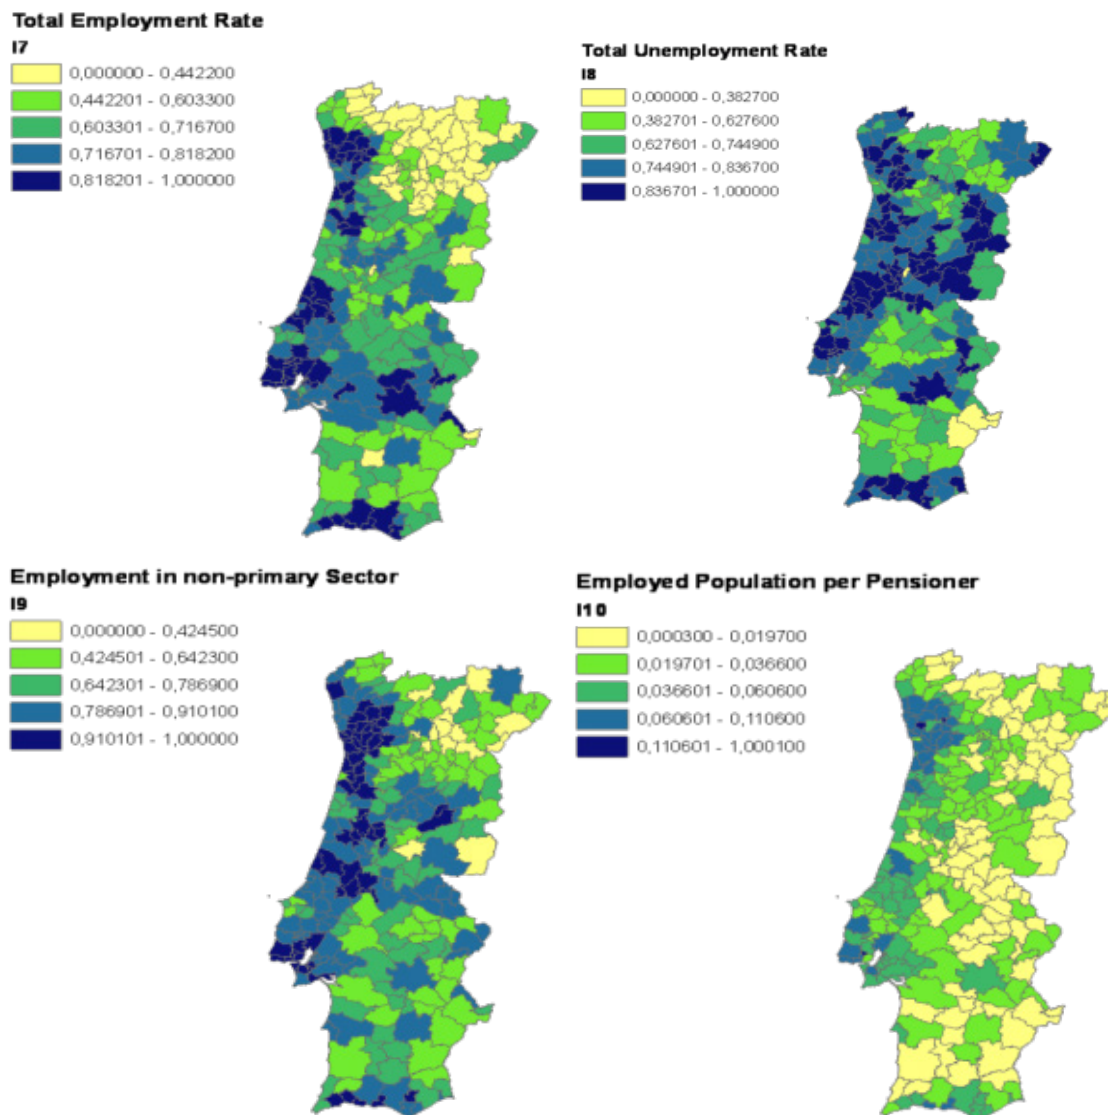 Total Employment Rate
I7
0,000000 - 0,442200
0,442201 - 0,603300
0,603301 - 0,716700
0,716701 - 0,818200
0,818201 - 1,000000
Total Unemployment Rate
I8
0,000000 - 0,382700
0,382701 - 0,627600
0,627601 - 0,744900
0,744901 - 0,836700
0,836701 - 1,000000
Employment in non-primary Sector
I9
0,000000 - 0,424500
0,424501 - 0,642300
0,642301 - 0,786900
0,786901 - 0,910100
0,910101 - 1,000000
Employed Population per Pensioner
I10
0,000300 - 0,019700
0,019701 - 0,036600
0,036601 - 0,060600
0,060601 - 0,110600
0,110601 - 1,000100